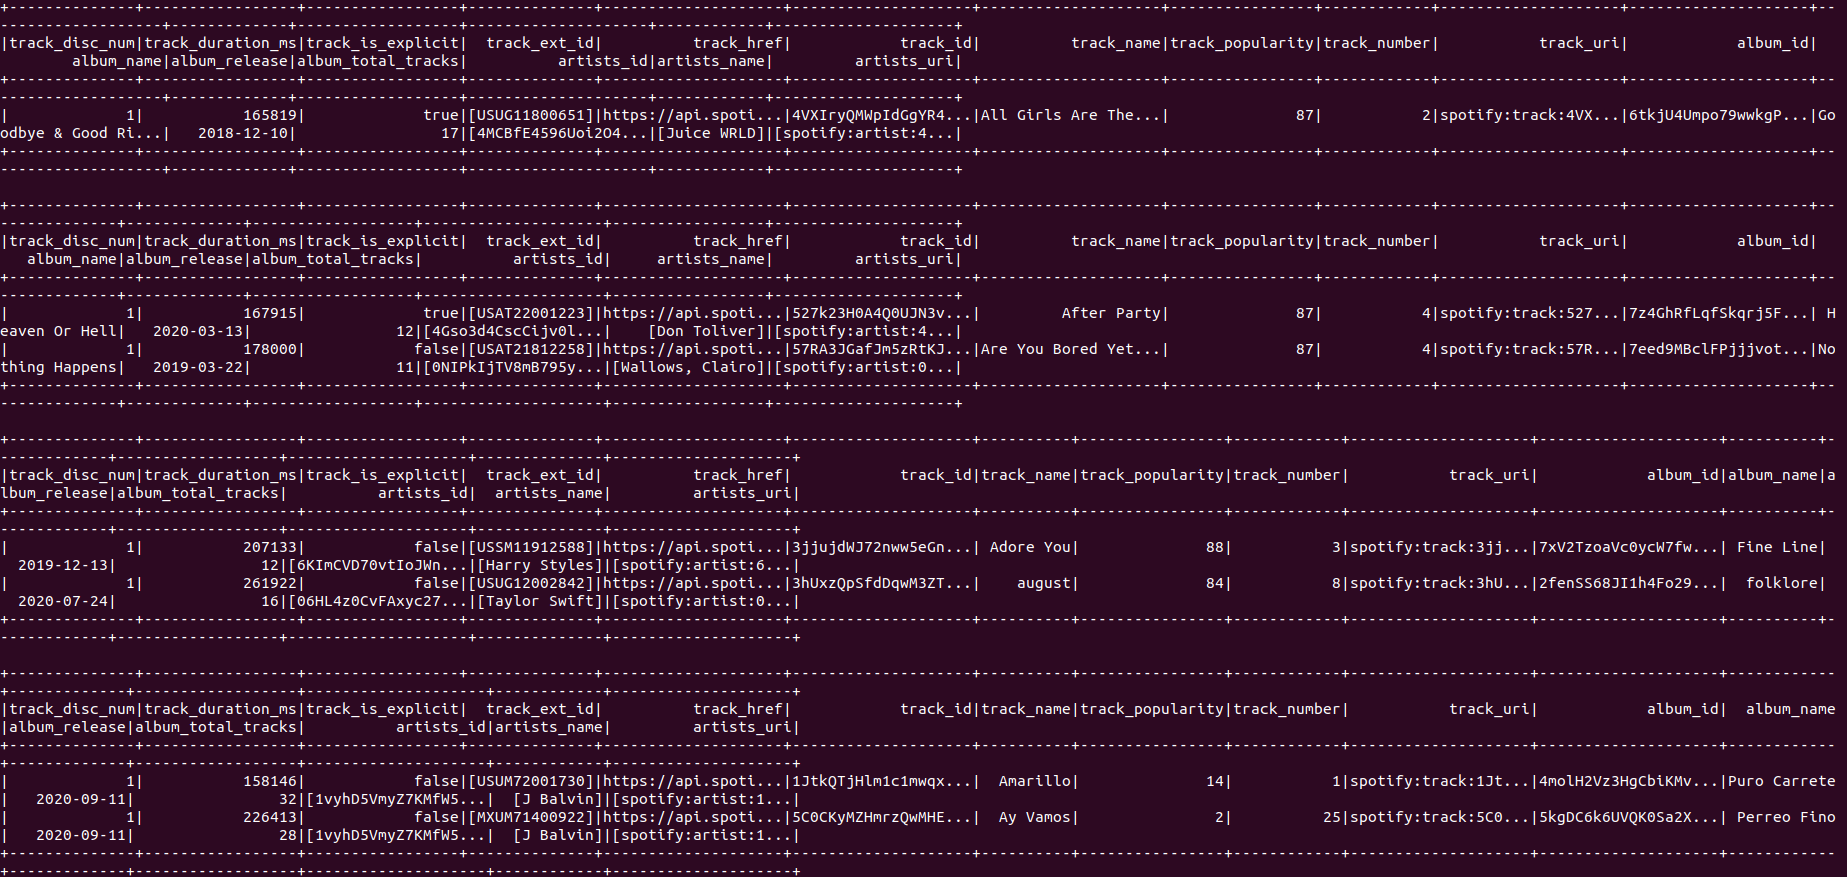 +--------------+----------------+-----------------+--------------+--------------------+--------------------+--------------------+----------------+------------+--------------------+--------------------+--
------------------+-------------+------------------+--------------------+------------+--------------------+
|track_disc_num|track_duration_ms|track_is_explicit|  track_ext_id|          track_href|            track_id|          track_name|track_popularity|track_number|           track_uri|            album_id|
        album_name|album_release|album_total_tracks|          artists_id|artists_name|         artists_uri|
+--------------+-----------------+-----------------+--------------+--------------------+--------------------+--------------------+----------------+------------+--------------------+--------------------+--
------------------+-------------+------------------+--------------------+------------+--------------------+
|             1|           165819|             true|[USUG11800651]|https://api.spoti...|4VXIryQMWpIdGgYR4...|All Girls Are The...|              87|           2|spotify:track:4VX...|6tkjU4Umpo79wwkgP...|Go
odbye & Good Ri...|   2018-12-10|                17|[4MCBfE4596Uoi2O4...|[Juice WRLD]|[spotify:artist:4...|
+--------------+-----------------+-----------------+--------------+--------------------+--------------------+--------------------+----------------+------------+--------------------+--------------------+--
------------------+-------------+------------------+--------------------+------------+--------------------+
+--------------+-----------------+-----------------+--------------+--------------------+--------------------+--------------------+----------------+------------+--------------------+--------------------+--
-------------+-------------+------------------+--------------------+-----------------+--------------------+
|track_disc_num|track_duration_ms|track_is_explicit|  track_ext_id|          track_href|            track_id|          track_name|track_popularity|track_number|           track_uri|            album_id|
   album_name|album_release|album_total_tracks|          artists_id|     artists_name|         artists_uri|
+--------------+-----------------+-----------------+--------------+--------------------+--------------------+--------------------+----------------+------------+--------------------+--------------------+--
-------------+-------------+------------------+--------------------+-----------------+--------------------+
|             1|           167915|             true|[USAT22001223]|https://api.spoti...|527k23H0A4Q0UJN3v...|         After Party|              87|           4|spotify:track:527...|7z4GhRfLqfSkqrj5F...| H
eaven Or Hell|   2020-03-13|                12|[4Gso3d4CscCijv0l...|    [Don Toliver]|[spotify:artist:4...|
|             1|           178000|            false|[USAT21812258]|https://api.spoti...|57RA3JGafJm5zRtKJ...|Are You Bored Yet...|              87|           4|spotify:track:57R...|7eed9MBclFPjjjvot...|No
thing Happens|   2019-03-22|                11|[0NIPkIjTV8mB795y...|[Wallows, Clairo]|[spotify:artist:0...|
+--------------+-----------------+-----------------+--------------+--------------------+--------------------+--------------------+----------------+------------+--------------------+--------------------+--
-------------+-------------+------------------+--------------------+-----------------+--------------------+
+--------------+-----------------+-----------------+--------------+--------------------+--------------------+----------+----------------+------------+--------------------+--------------------+----------+-
------------+------------------+--------------------+--------------+--------------------+
|track_disc_num|track_duration_ms|track_is_explicit|  track_ext_id|          track_href|            track_id|track_name|track_popularity|track_number|           track_uri|            album_id|album_name|a
lbum_release|album_total_tracks|          artists_id|  artists_name|         artists_uri|
+--------------+-----------------+-----------------+--------------+--------------------+--------------------+----------+----------------+------------+--------------------+--------------------+----------+-
------------+------------------+--------------------+--------------+--------------------+
|             1|           207133|            false|[USSM11912588]|https://api.spoti...|3jjujdWJ72nww5eGn...| Adore You|              88|           3|spotify:track:3jj...|7xV2TzoaVc0ycW7fw...| Fine Line|
  2019-12-13|                12|[6KImCVD70vtIoJWn...|[Harry Styles]|[spotify:artist:6...|
|             1|           261922|            false|[USUG12002842]|https://api.spoti...|3hUxzQpSfdDqwM3ZT...|    august|              84|           8|spotify:track:3hU...|2fenSS68JI1h4Fo29...|  folklore|
  2020-07-24|                16|[06HL4z0CvFAxyc27...|[Taylor Swift]|[spotify:artist:0...|
+--------------+-----------------+-----------------+--------------+--------------------+--------------------+----------+----------------+------------+--------------------+--------------------+----------+-
------------+------------------+--------------------+--------------+--------------------+
+--------------+-----------------+-----------------+--------------+--------------------+--------------------+----------+----------------+------------+--------------------+--------------------+------------
+-------------+------------------+--------------------+------------+--------------------+
|track_disc_num|track_duration_ms|track_is_explicit|  track_ext_id|          track_href|            track_id|track_name|track_popularity|track_number|           track_uri|            album_id|  album_name
|album_release|album_total_tracks|          artists_id|artists_name|         artists_uri|
+--------------+-----------------+-----------------+--------------+--------------------+--------------------+----------+----------------+------------+--------------------+--------------------+------------
+-------------+------------------+--------------------+------------+--------------------+
|             1|           158146|            false|[USUM72001730]|https://api.spoti...|1JtkQTjHlm1c1mwqx...|  Amarillo|              14|           1|spotify:track:1Jt...|4molH2Vz3HgCbiKMv...|Puro Carrete
|   2020-09-11|                32|[1vyhD5VmyZ7KMfW5...|  [J Balvin]|[spotify:artist:1...|
|             1|           226413|            false|[MXUM71400922]|https://api.spoti...|5C0CKyMZHmrzQwMHE...|  Ay Vamos|               2|          25|spotify:track:5C0...|5kgDC6k6UVQK0Sa2X...| Perreo Fino
|   2020-09-11|                28|[1vyhD5VmyZ7KMfW5...|  [J Balvin]|[spotify:artist:1...|
+--------------+-----------------+-----------------+--------------+--------------------+--------------------+----------+----------------+------------+--------------------+--------------------+------------
+-------------+------------------+--------------------+------------+--------------------+